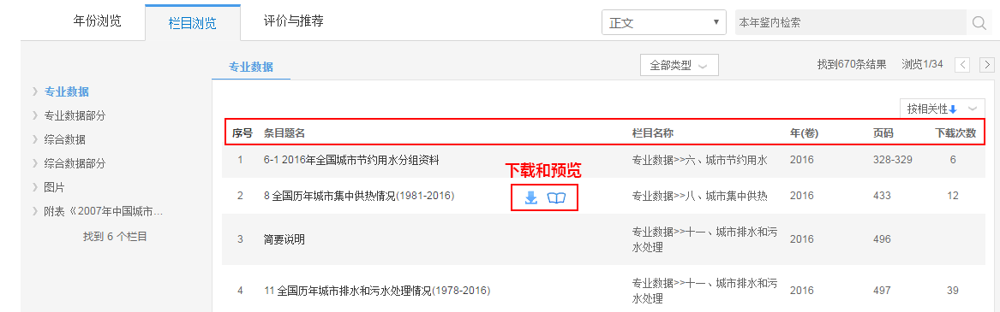 年份浏览 栏目浏览 评价与推荐 正文 本年鉴内检索
专业数据 全部类型 找到670条结果 浏览1/34
专业数据
专业数据部分
综合数据
综合数据部分
图片
附表《2007年中国城市...
找到 6 个栏目
按相关性
序号 条目题名 栏目名称 年(卷) 页码 下载次数
1 6-1 2016年全国城市节约用水分组资料 专业数据>>六、城市节约用水 2016 328-329 6
下载和预览
2 8 全国历年城市集中供热情况(1981-2016) 专业数据>>八、城市集中供热 2016 433 12
3 简要说明 专业数据>>十一、城市排水和污
水处理 2016 496
4 11 全国历年城市排水和污水处理情况(1978-2016) 专业数据>>十一、城市排水和污
水处理 2016 497 39